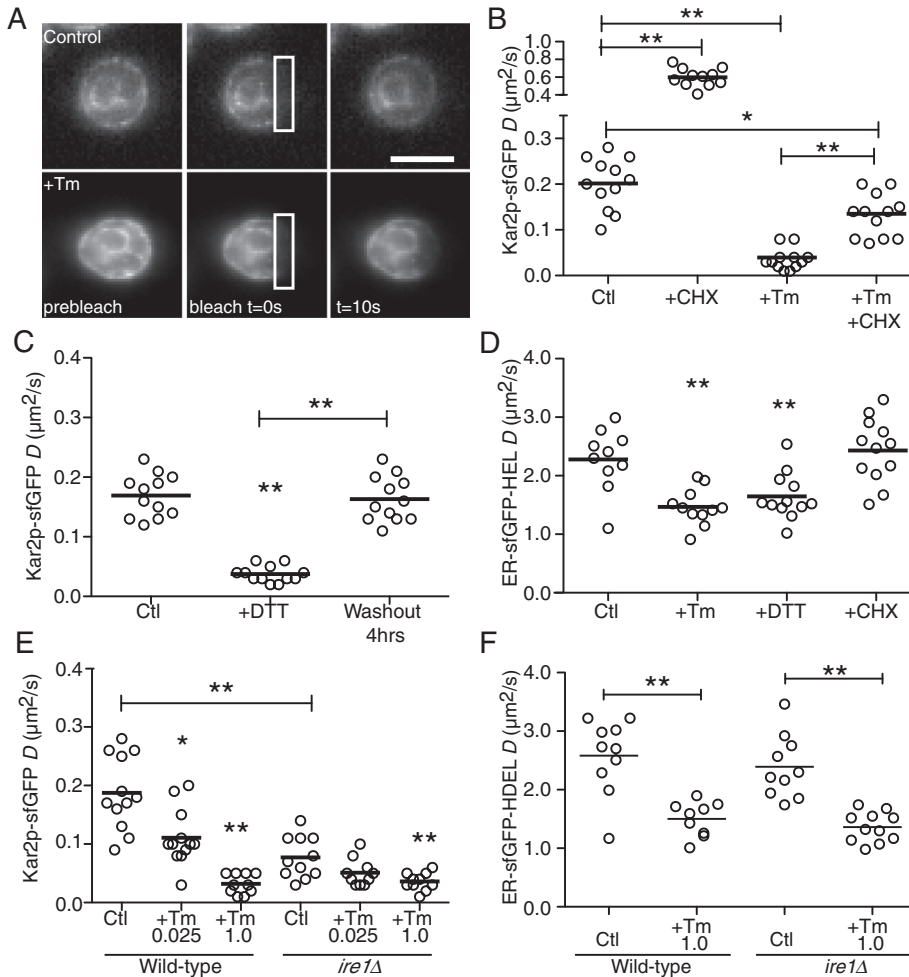 A
Control
+Tm
prebleach
bleach t=0s
t=10s
B
Kar2p-sfGFP D (μm2/s)
1.0
0.8
0.6
0.4
0.2
0.1
0.0
**
**
*
**
Ctl
+CHX
+Tm
+Tm
+CHX
C
Kar2p-sfGFP D (μm2/s)
0.4
0.3
0.2
0.1
0.0
**
**
Ctl
+DTT
Washout
4hrs
D
ER-sfGFP-HEL D (μm2/s)
4.0
3.0
2.0
1.0
0.0
**
**
Ctl
+Tm
+DTT
+CHX
E
Kar2p-sfGFP D (μm2/s)
0.4
0.3
0.2
0.1
0.0
**
*
**
**
Ctl
+Tm
0.025
+Tm
1.0
Ctl
+Tm
0.025
+Tm
1.0
Wild-type
ire1Δ
F
ER-sfGFP-HDEL D (μm2/s)
4.0
3.0
2.0
1.0
0.0
**
**
Ctl
+Tm
1.0
Ctl
+Tm
1.0
Wild-type
ire1Δ